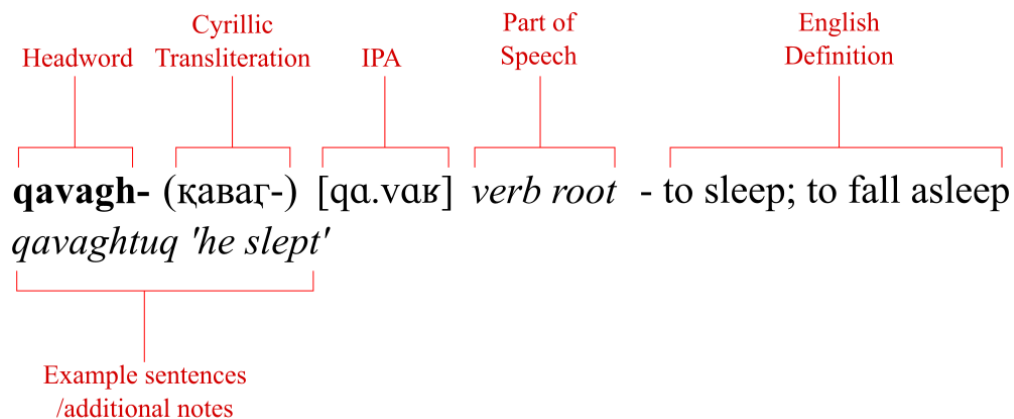 Cyrillic
Part of
English
Headword
Transliteration
IPA
Speech
Definition
qavagh- (қаваӷ-) [qɑ.vɑʁ] verb root - to sleep; to fall asleep
qavaghtuq 'he slept'
Example sentences
/additional notes